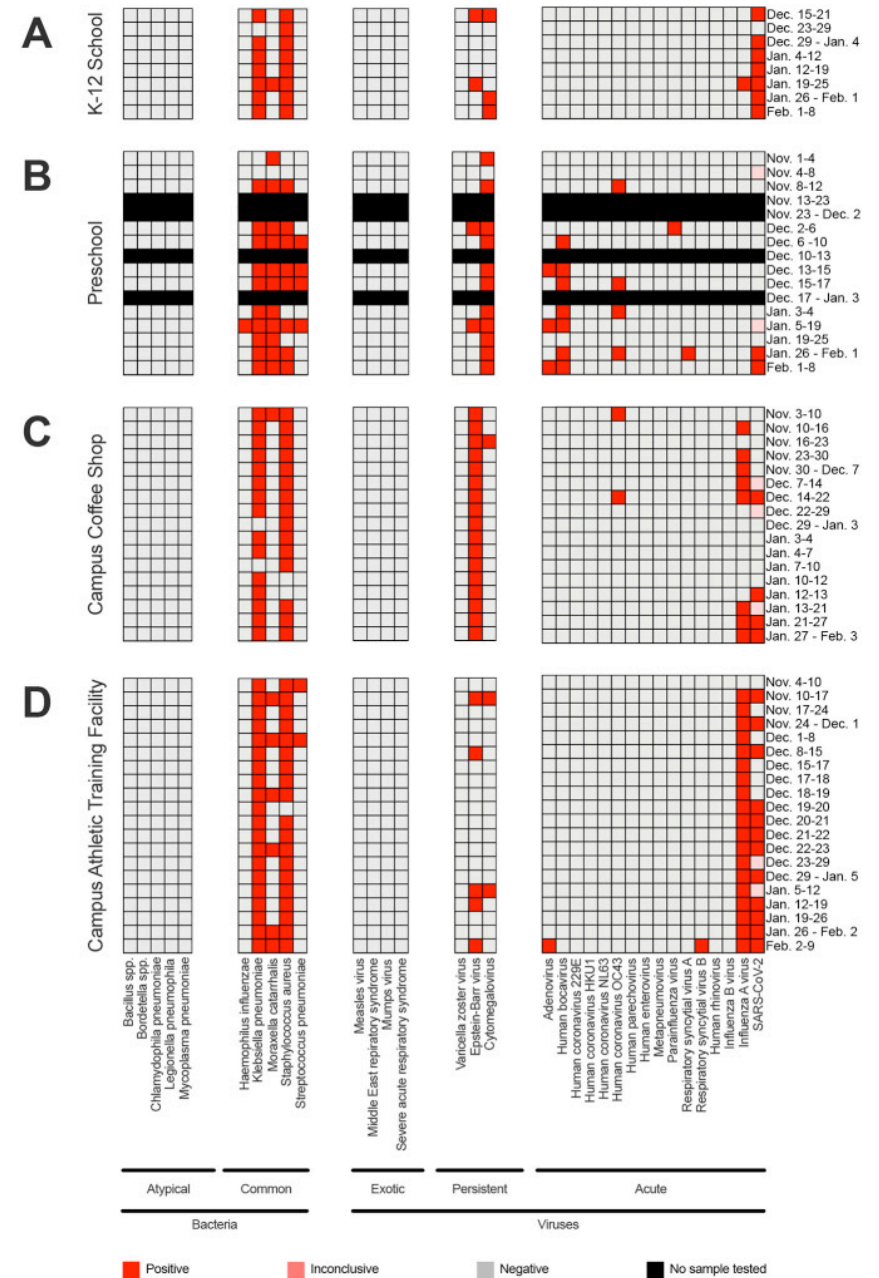 A
K-12 School
Dec. 15-21
Dec. 23-29
Dec. 29 - Jan. 4
Jan. 4-12
Jan. 12-19
Jan. 19-25
Jan. 26 - Feb. 1
Feb. 1-8
B
Preschool
Nov. 1-4
Nov. 4-8
Nov. 8-12
Nov. 13-23
Nov. 23 - Dec. 2
Dec. 2-6
Dec. 6 -10
Dec. 10-13
Dec. 13-15
Dec. 15-17
Dec. 17 - Jan. 3
Jan. 3-4
Jan. 5-19
Jan. 19-25
Jan. 26 - Feb. 1
Feb. 1-8
C
Campus Coffee Shop
Nov. 3-10
Nov. 10-16
Nov. 16-23
Nov. 23-30
Nov. 30 - Dec. 7
Dec. 7-14
Dec. 14-22
Dec. 22-29
Dec. 29 - Jan. 3
Jan. 3-4
Jan. 4-7
Jan. 7-10
Jan. 10-12
Jan. 12-13
Jan. 13-21
Jan. 21-27
Jan. 27 - Feb. 3
D
Campus Athletic Training Facility
Nov. 4-10
Nov. 10-17
Nov. 17-24
Nov. 24 - Dec. 1
Dec. 1-8
Dec. 8-15
Dec. 15-17
Dec. 17-18
Dec. 18-19
Dec. 19-20
Dec. 20-21
Dec. 21-22
Dec. 22-23
Dec. 23-29
Dec. 29 - Jan. 5
Jan. 5-12
Jan. 12-19
Jan. 19-26
Jan. 26 - Feb. 2
Feb. 2-9
Bacillus spp.
Bordetella spp.
Chlamydophila pneumoniae
Legionella pneumophila
Mycoplasma pneumoniae
Haemophilus influenzae
Klebsiella pneumoniae
Moraxella catarrhalis
Staphylococcus aureus
Streptococcus pneumoniae
Measles virus
Middle East repiratory syndrome
Mumps virus
Severe acute respiratory syndrome
Varicella zoster virus
Epstein-Barr virus
Cytomegalovirus
Adenovirus
Human bocavirus
Human coronavirus 229E
Human coronavirus HKU1
Human coronavirus NL63
Human coronavirus OC43
Human parechovirus
Human enterovirus
Metapneumovirus
Parainfluenza virus
Respiratory syncytial virus A
Respiratory syncytial virus B
Human rhinovirus
Influenza B virus
Influenza A virus
SARS-CoV-2
Atypical
Common
Exotic
Persistent
Acute
Bacteria
Viruses
Positive
Inconclusive
Negative
No sample tested